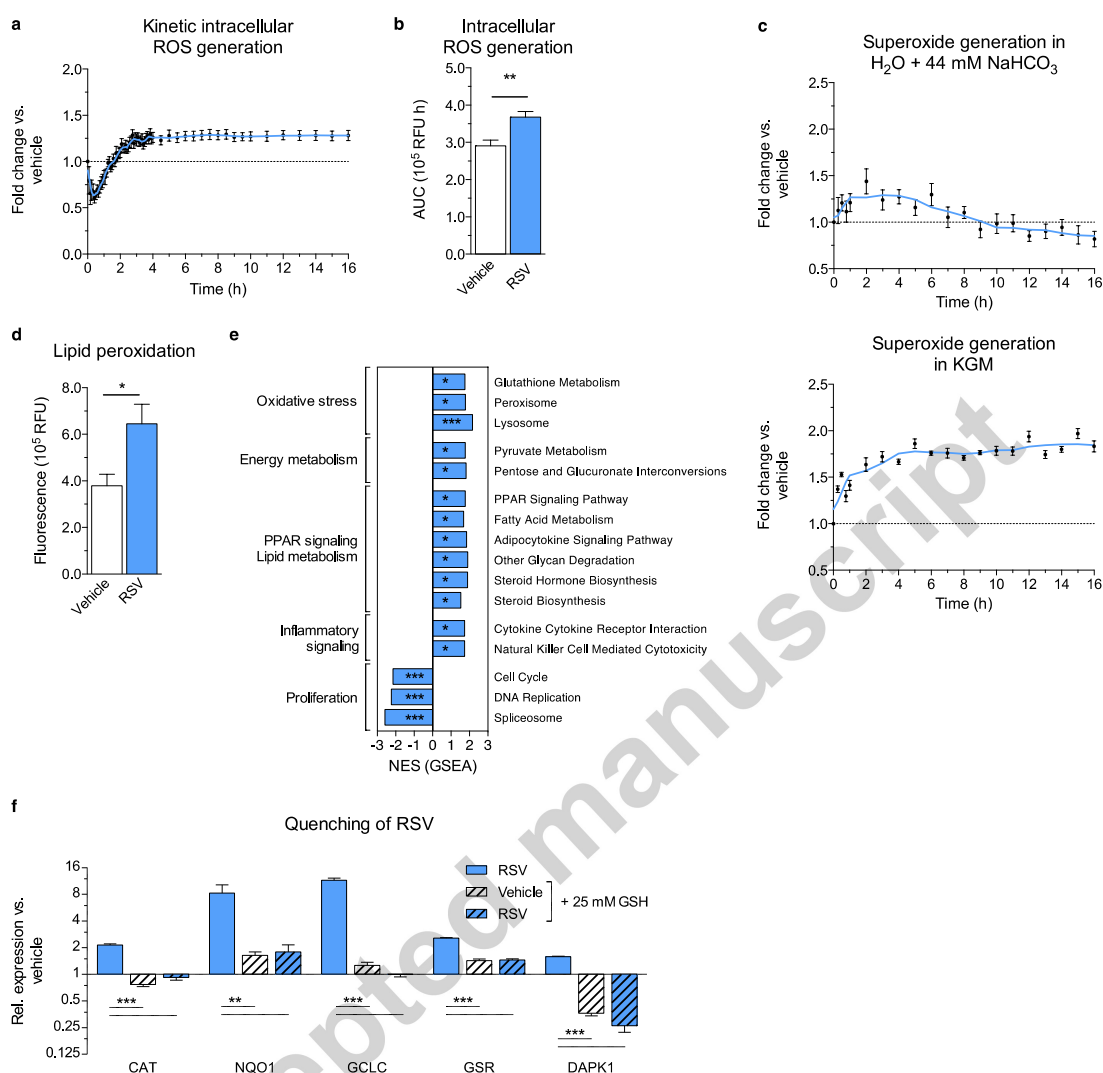 a
Kinetic intracellular
ROS generation
2.0
1.5
1.0
0.5
0.0
Fold change vs.
vehicle
0 2 4 6 8 10 12 14 16
Time (h)
b
Intracellular
ROS generation
**
5.0
4.0
3.0
2.0
1.0
0.0
AUC (10⁵ RFU h)
Vehicle
RSV
c
Superoxide generation in
H₂O + 44 mM NaHCO₃
2.0
1.5
1.0
0.5
Fold change vs.
vehicle
0 2 4 6 8 10 12 14 16
Time (h)
Superoxide generation
in KGM
2.5
2.0
1.5
1.0
0.5
Fold change vs.
vehicle
0 2 4 6 8 10 12 14 16
Time (h)
d
Lipid peroxidation
*
8.0
6.0
4.0
2.0
0.0
Fluorescence (10⁵ RFU)
Vehicle
RSV
e
Oxidative stress
* Glutathione Metabolism
* Peroxisome
*** Lysosome
Energy metabolism
* Pyruvate Metabolism
* Pentose and Glucuronate Interconversions
PPAR signaling
Lipid metabolism
* PPAR Signaling Pathway
* Fatty Acid Metabolism
* Adipocytokine Signaling Pathway
* Other Glycan Degradation
* Steroid Hormone Biosynthesis
* Steroid Biosynthesis
Inflammatory
signaling
* Cytokine Cytokine Receptor Interaction
* Natural Killer Cell Mediated Cytotoxicity
Proliferation
*** Cell Cycle
*** DNA Replication
*** Spliceosome
-3 -2 -1 0 1 2 3
NES (GSEA)
f
Quenching of RSV
16
8
4
2
1
0.5
0.25
0.125
Rel. expression vs.
vehicle
RSV
Vehicle
RSV
+ 25 mM GSH
*** ** *** *** ***
CAT NQO1 GCLC GSR DAPK1
epted manuscript